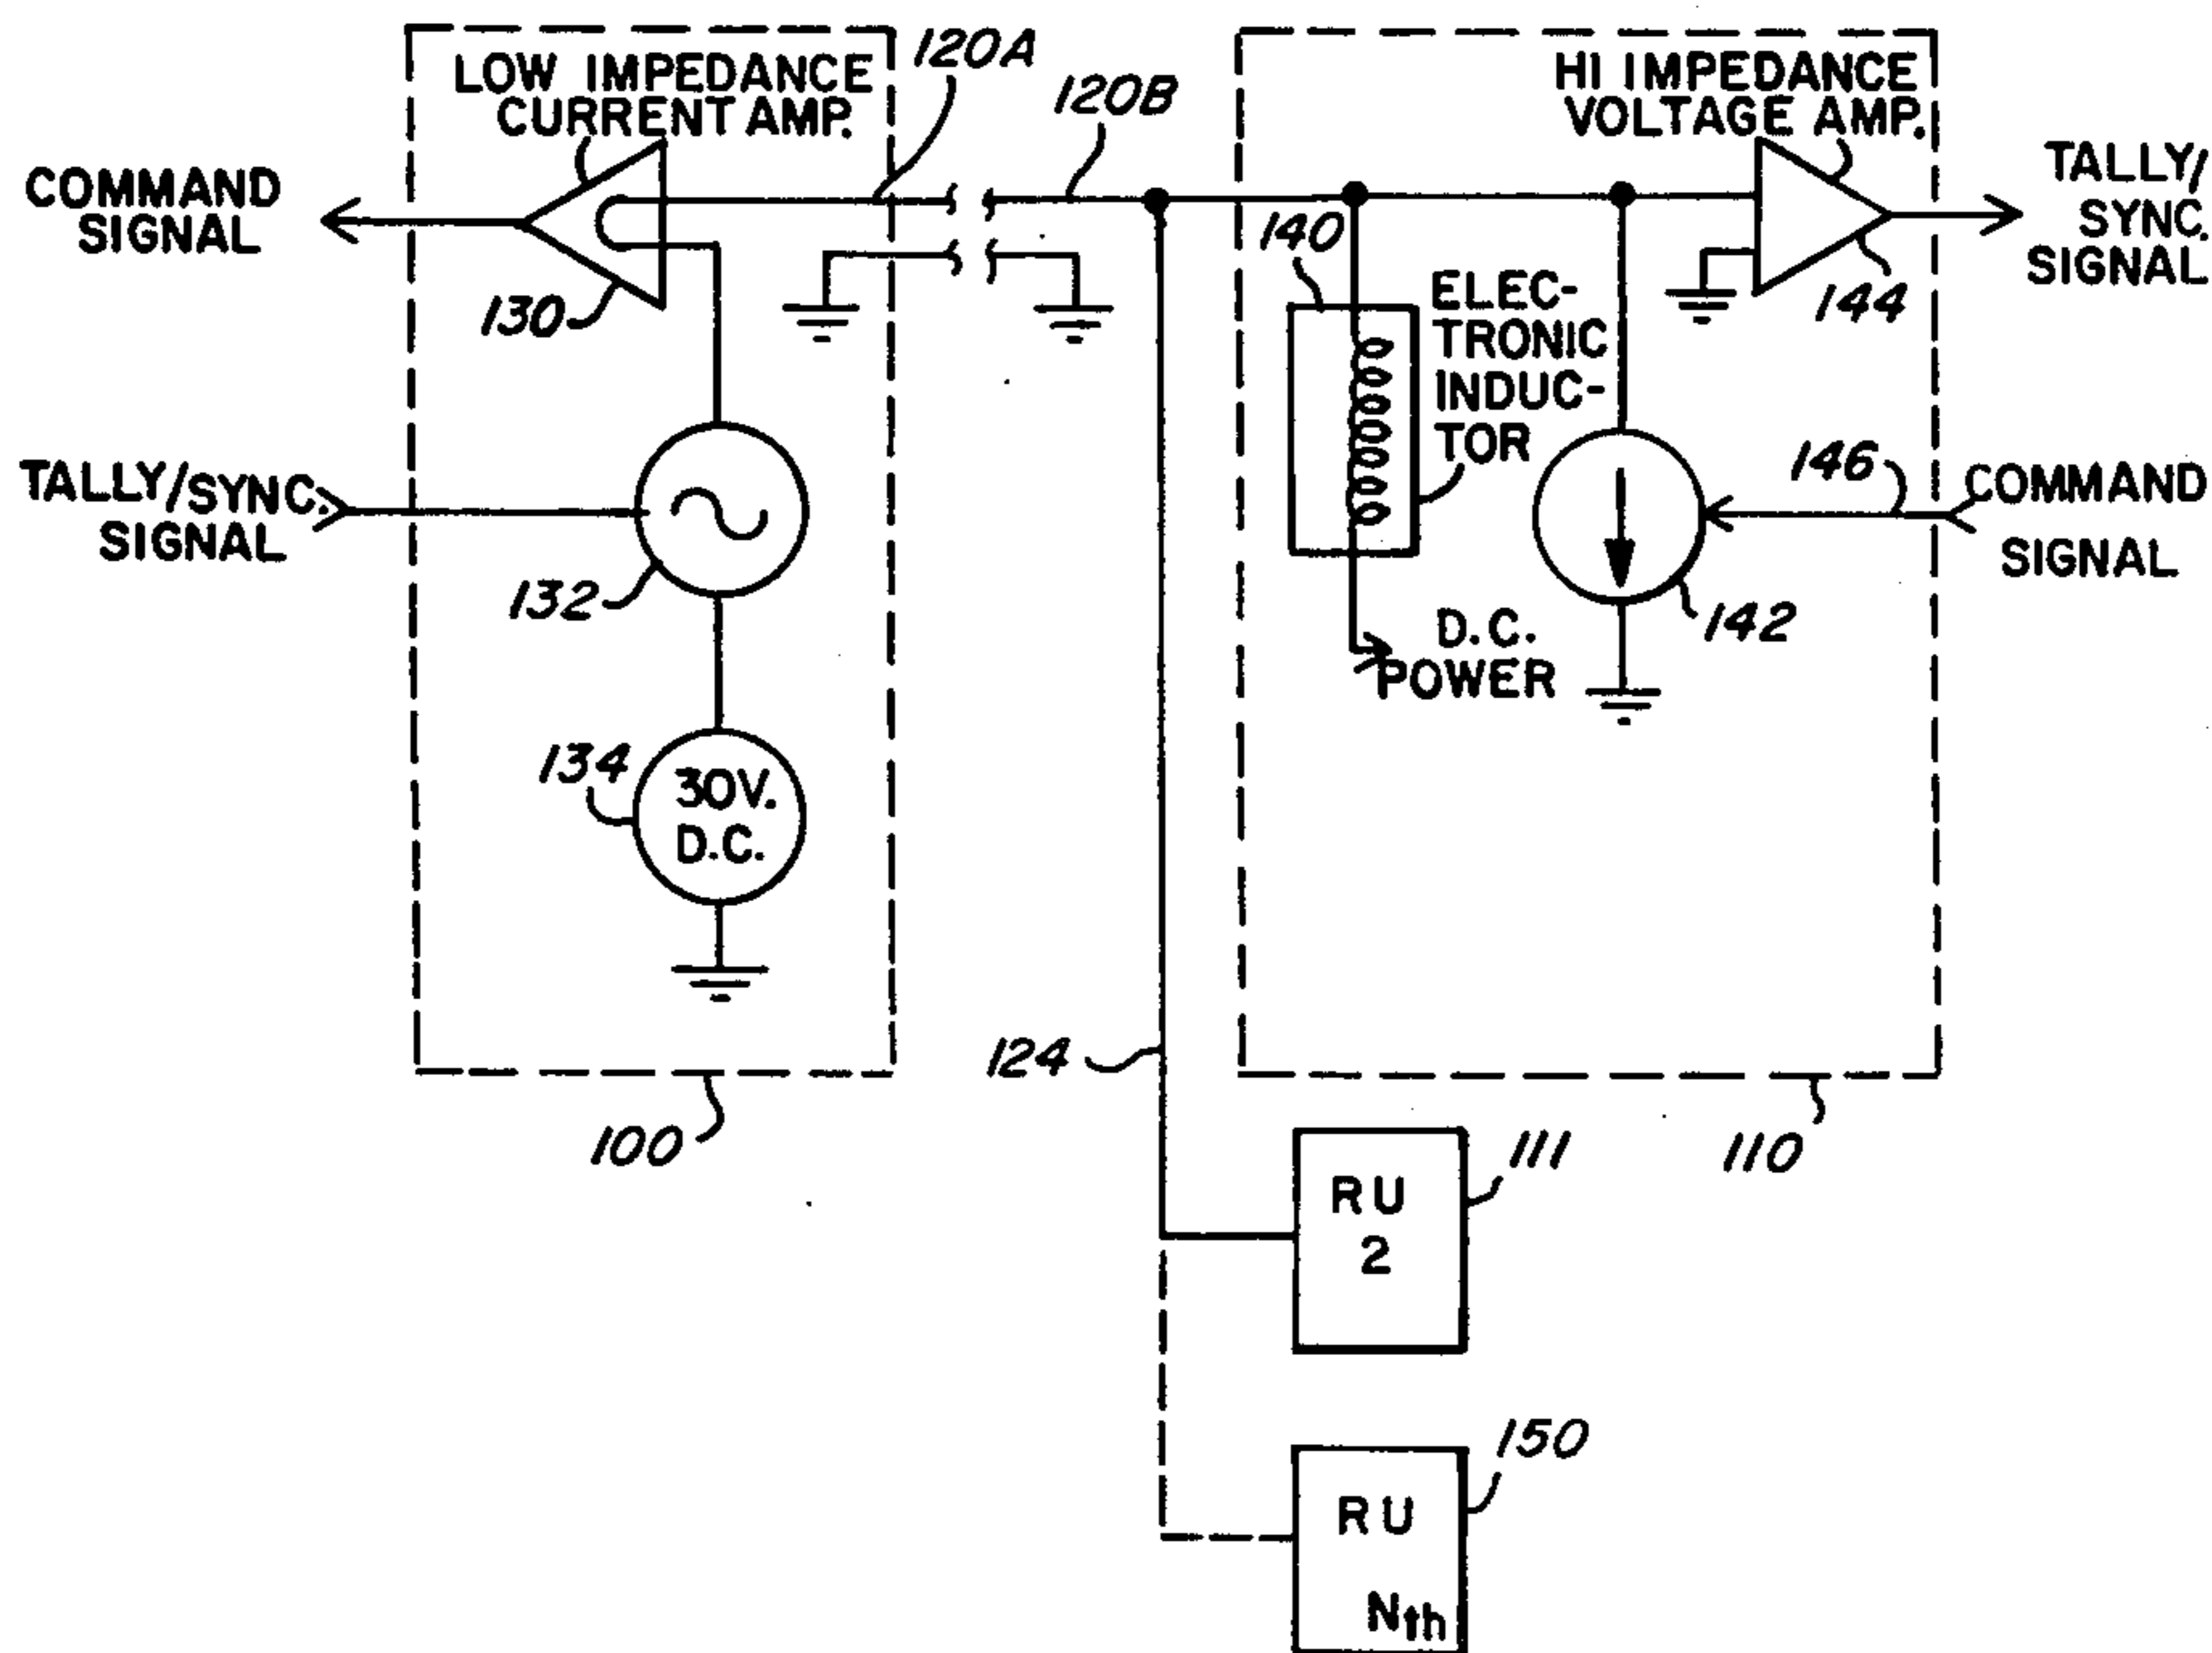 LOW IMPEDANCE
CURRENT AMP.
120A
120B
HI IMPEDANCE
VOLTAGE AMP.
COMMAND
SIGNAL
130
140
ELEC-
TRONIC
INDUC-
TOR
144
TALLY/
SYNC.
SIGNAL
TALLY/SYNC.
SIGNAL
132
146
COMMAND
SIGNAL
142
D.C.
POWER
134
30V.
D.C.
124
100
110
RU
2
111
RU
Nth
150